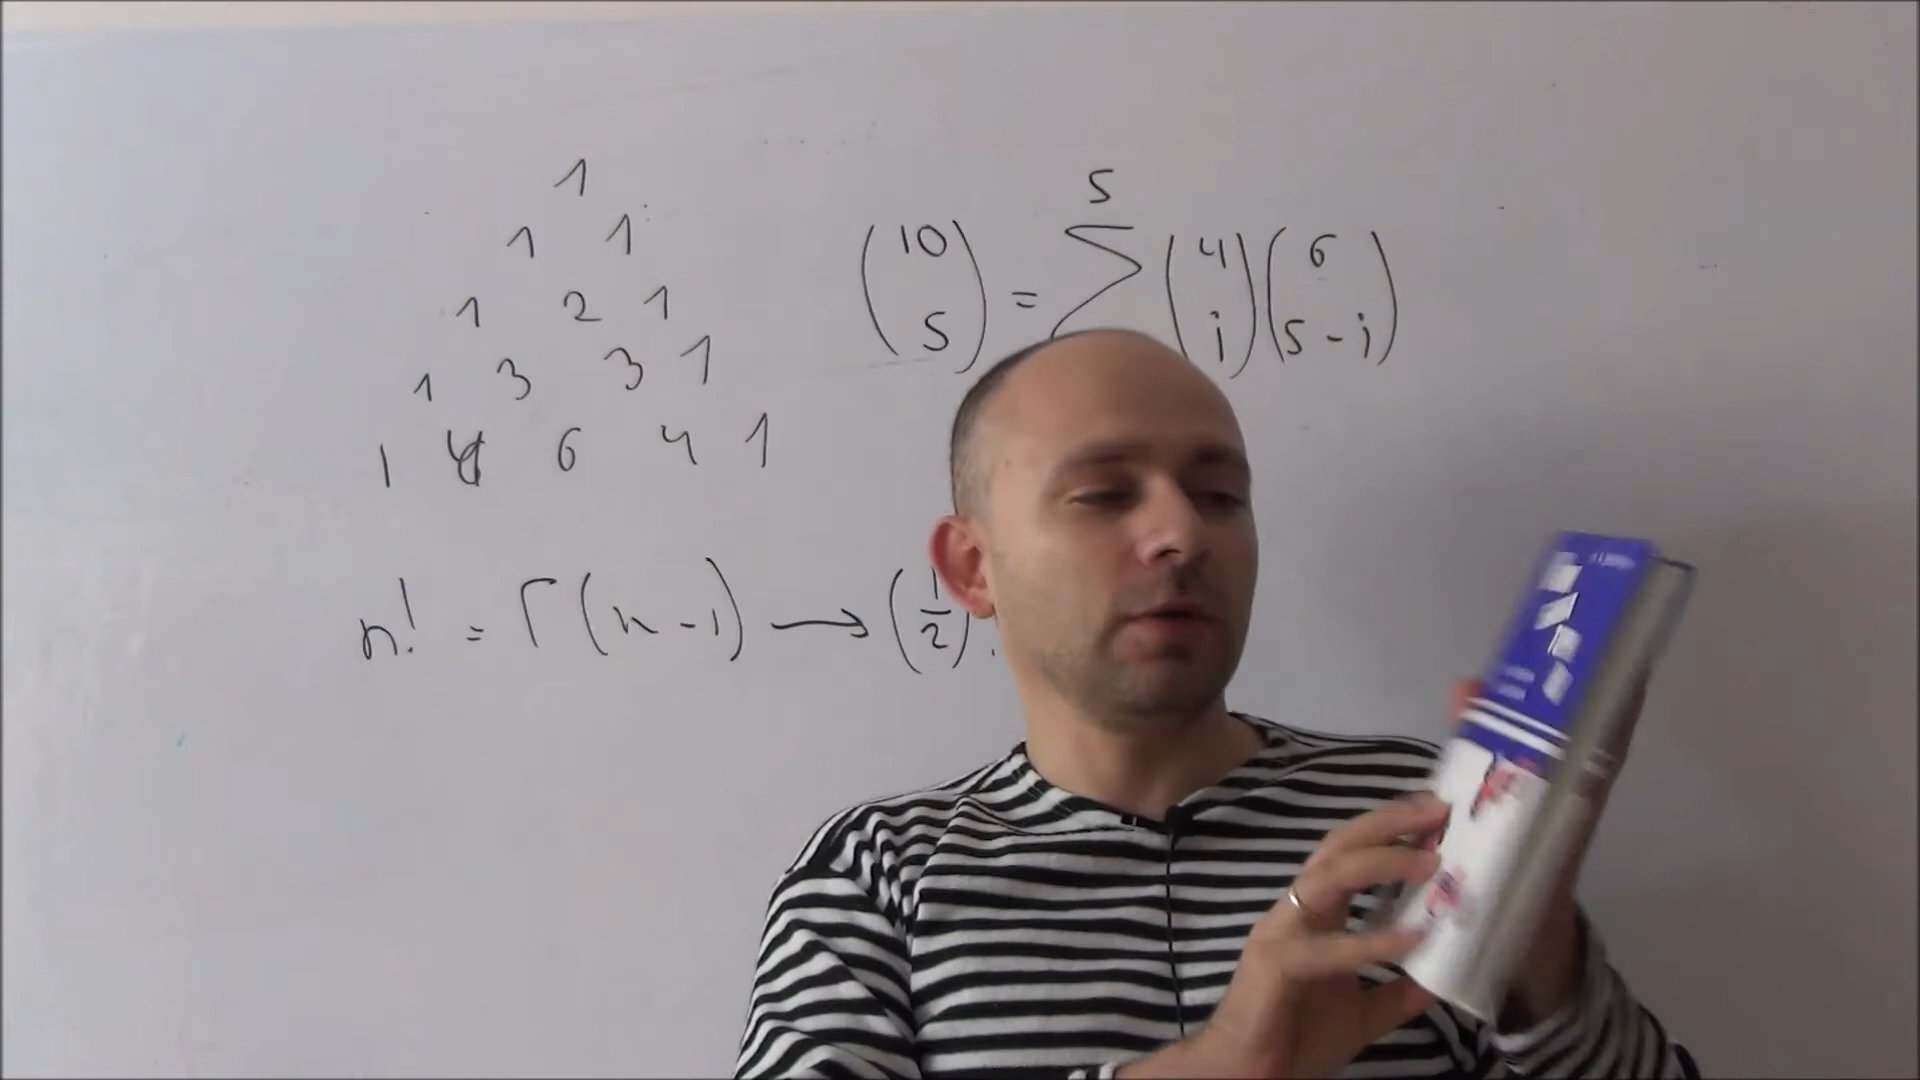 1
1 1
1 2 1
1 3 3 1
1 4 6 4 1
5
(10 5) = Σ (4 i)(6 5-i)
n! = Γ(n-1) → (1/2)